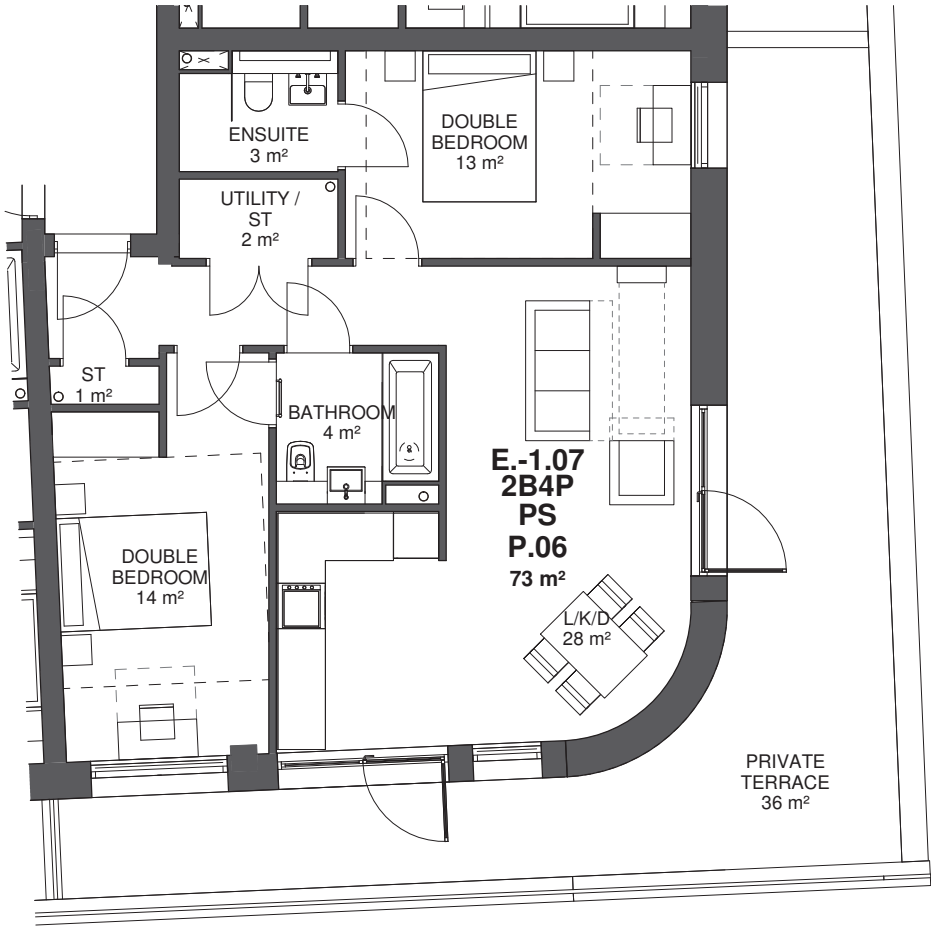 ENSUITE
3 m²
DOUBLE
BEDROOM
13 m²
UTILITY /
ST
2 m²
ST
1 m²
BATHROOM
4 m²
E.-1.07
2B4P
PS
P.06
73 m²
DOUBLE
BEDROOM
14 m²
L/K/D
28 m²
PRIVATE
TERRACE
36 m²